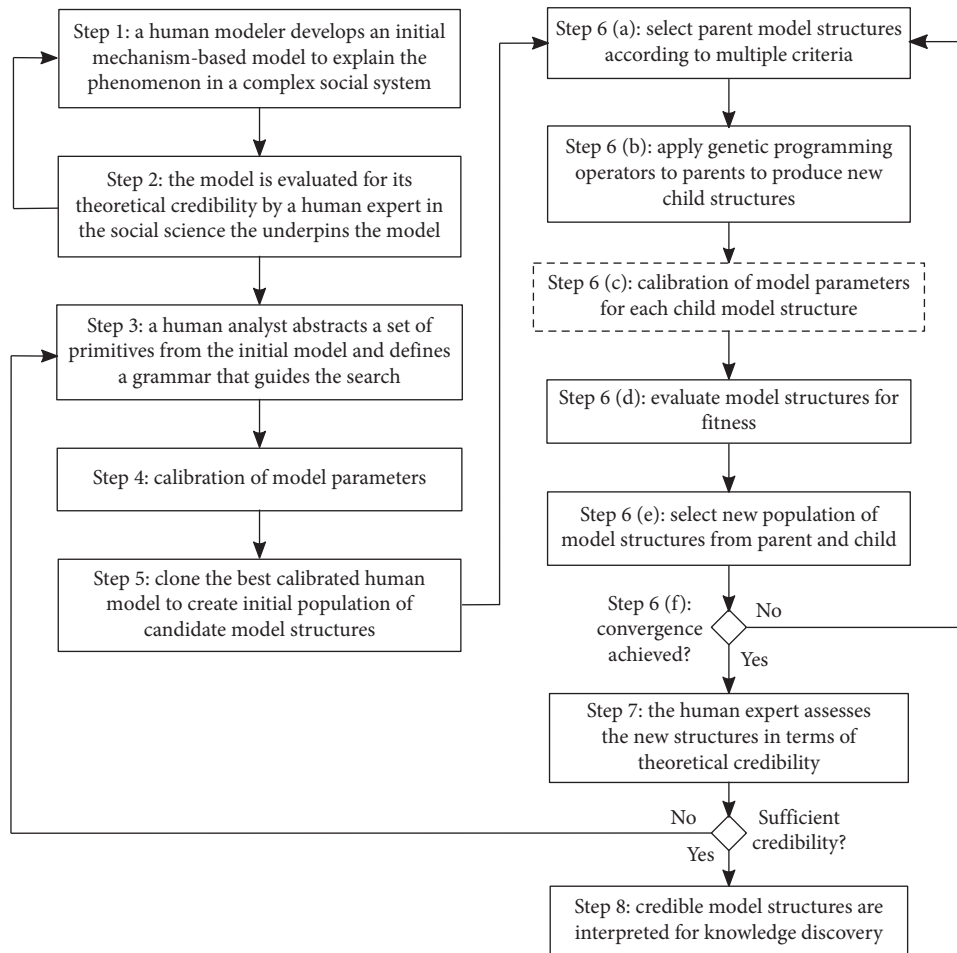 Step 1: a human modeler develops an initial
mechanism-based model to explain the
phenomenon in a complex social system
Step 2: the model is evaluated for its
theoretical credibility by a human expert in
the social science the underpins the model
Step 3: a human analyst abstracts a set of
primitives from the initial model and defines
a grammar that guides the search
Step 4: calibration of model parameters
Step 5: clone the best calibrated human
model to create initial population of
candidate model structures
Step 6 (a): select parent model structures
according to multiple criteria
Step 6 (b): apply genetic programming
operators to parents to produce new
child structures
Step 6 (c): calibration of model parameters
for each child model structure
Step 6 (d): evaluate model structures for
fitness
Step 6 (e): select new population of
model structures from parent and child
Step 6 (f):
convergence
achieved?
No
Yes
Step 7: the human expert assesses
the new structures in terms of
theoretical credibility
No
Sufficient
credibility?
Yes
Step 8: credible model structures are
interpreted for knowledge discovery